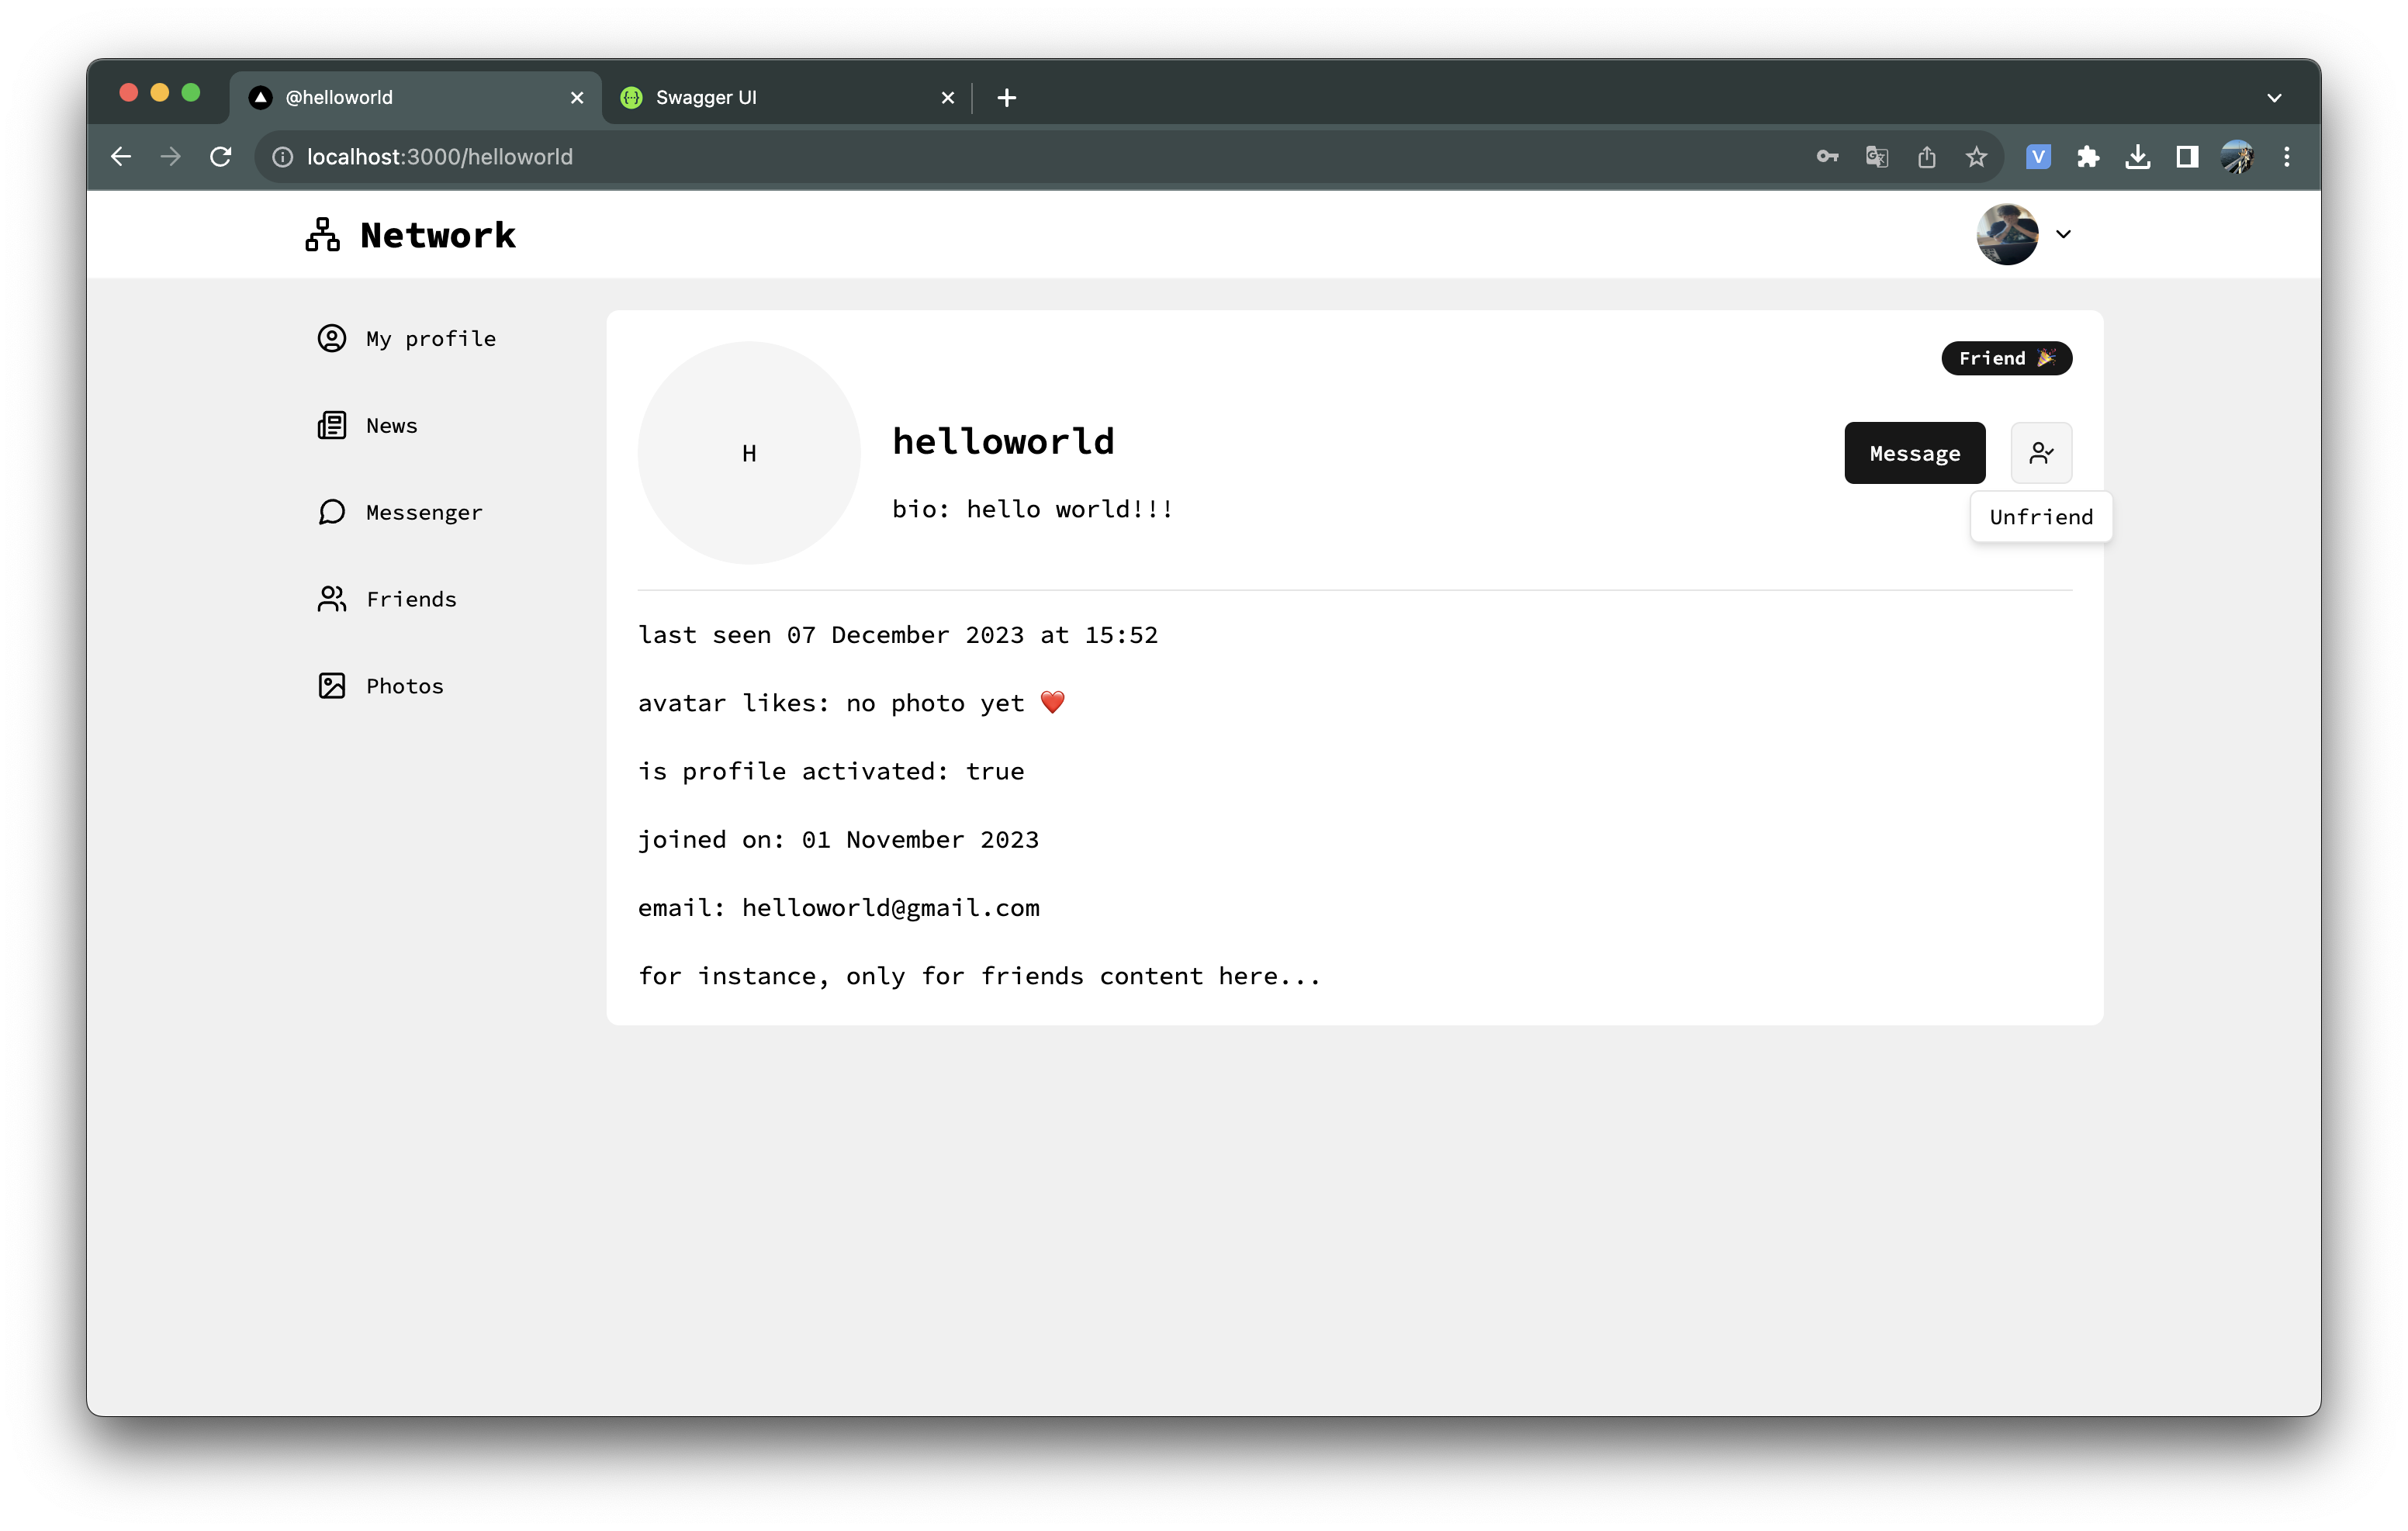 @helloworld
Swagger UI
localhost:3000/helloworld
V
Network
My profile
News
Messenger
Friends
Photos
Friend 🎉
H
helloworld
bio: hello world!!!
Message
Unfriend
last seen 07 December 2023 at 15:52
avatar likes: no photo yet ❤️
is profile activated: true
joined on: 01 November 2023
email: helloworld@gmail.com
for instance, only for friends content here...